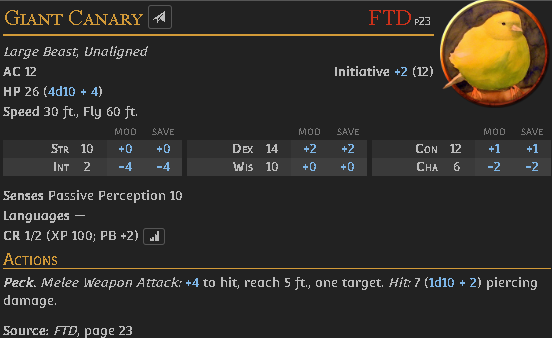 Giant Canary FTD P23
Large Beast, Unaligned
AC 12 Initiative +2 (12)
HP 26 (4d10 + 4)
Speed 30 ft., Fly 60 ft.
MOD SAVE MOD SAVE MOD SAVE
Str 10 +0 +0 Dex 14 +2 +2 Con 12 +1 +1
Int 2 −4 −4 Wis 10 +0 +0 Cha 6 −2 −2
Senses Passive Perception 10
Languages —
CR 1/2 (XP 100; PB +2)
Actions
Peck. Melee Weapon Attack: +4 to hit, reach 5 ft., one target. Hit: 7 (1d10 + 2) piercing
damage.
Source: FTD, page 23